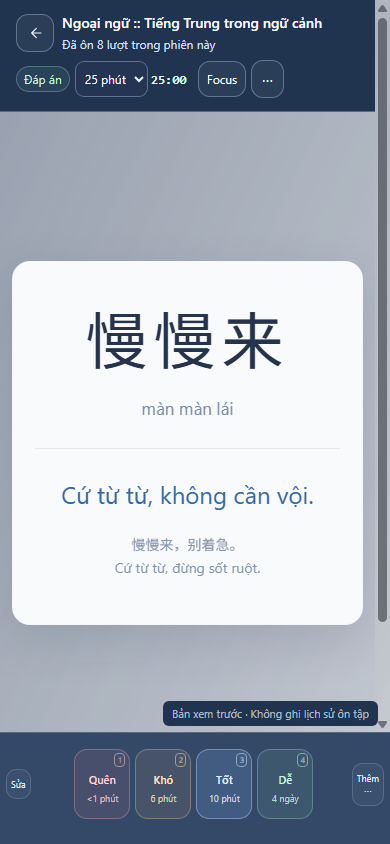 Ngoại ngữ :: Tiếng Trung trong ngữ cảnh
Đã ôn 8 lượt trong phiên này
Đáp án
25 phút
25:00
Focus
...
慢慢来
màn màn lái
Cứ từ từ, không cần vội.
慢慢来，别着急。
Cứ từ từ, đừng sốt ruột.
Bản xem trước · Không ghi lịch sử ôn tập
Sửa
1
Quên
<1 phút
2
Khó
6 phút
3
Tốt
10 phút
4
Dễ
4 ngày
Thêm
...